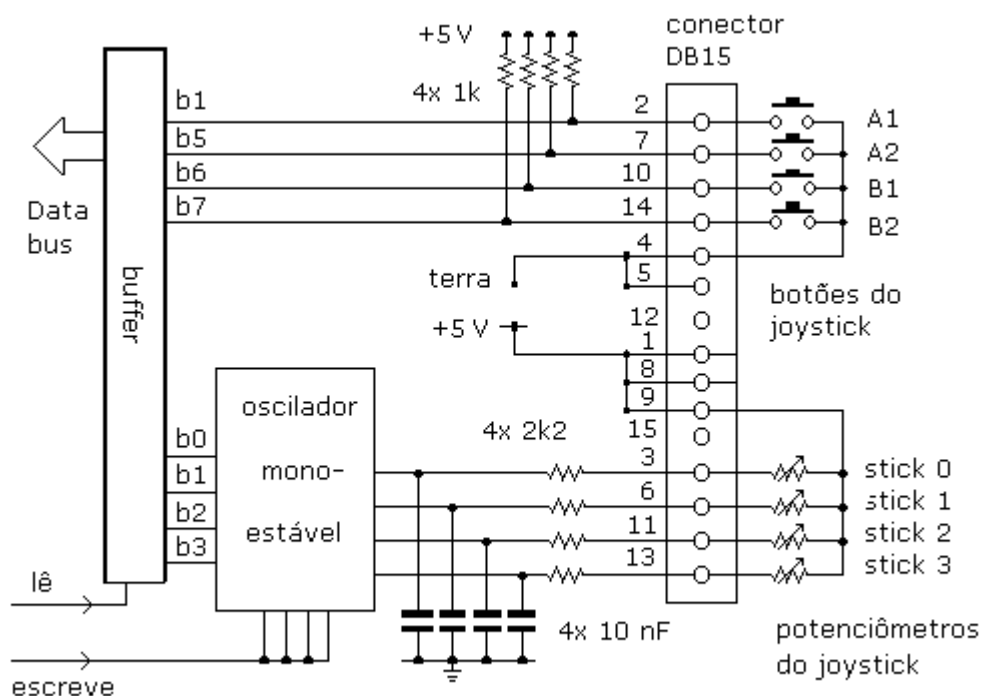 conector
DB15
+5 V
4x 1k
b1
b5
b6
b7
2
7
10
14
4
5
12
1
8
9
15
3
6
11
13
A1
A2
B1
B2
Data
bus
buffer
terra
+5 V
botões do
joystick
oscilador
mono-
estável
b0
b1
b2
b3
4x 2k2
stick 0
stick 1
stick 2
stick 3
lê
escreve
4x 10 nF
potenciômetros
do joystick